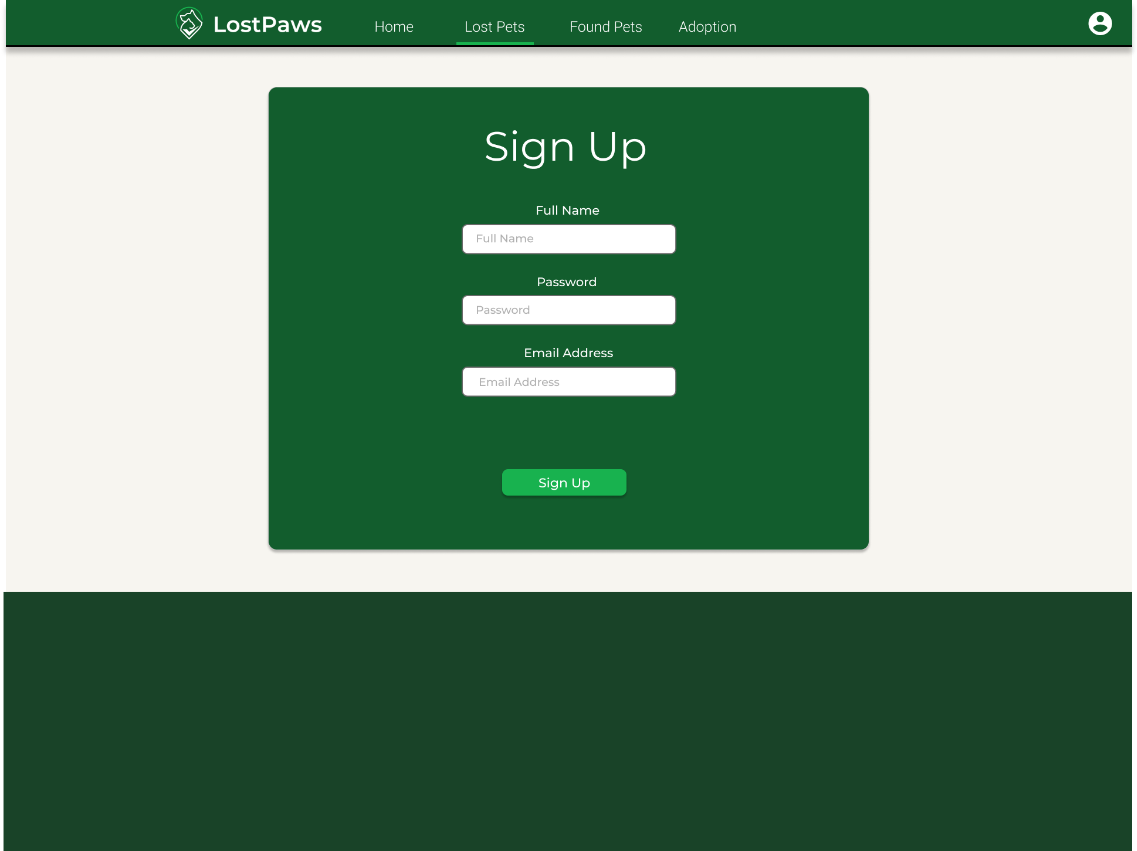 LostPaws Home Lost Pets Found Pets Adoption
Sign Up
Full Name
Full Name
Password
Password
Email Address
Email Address
Sign Up